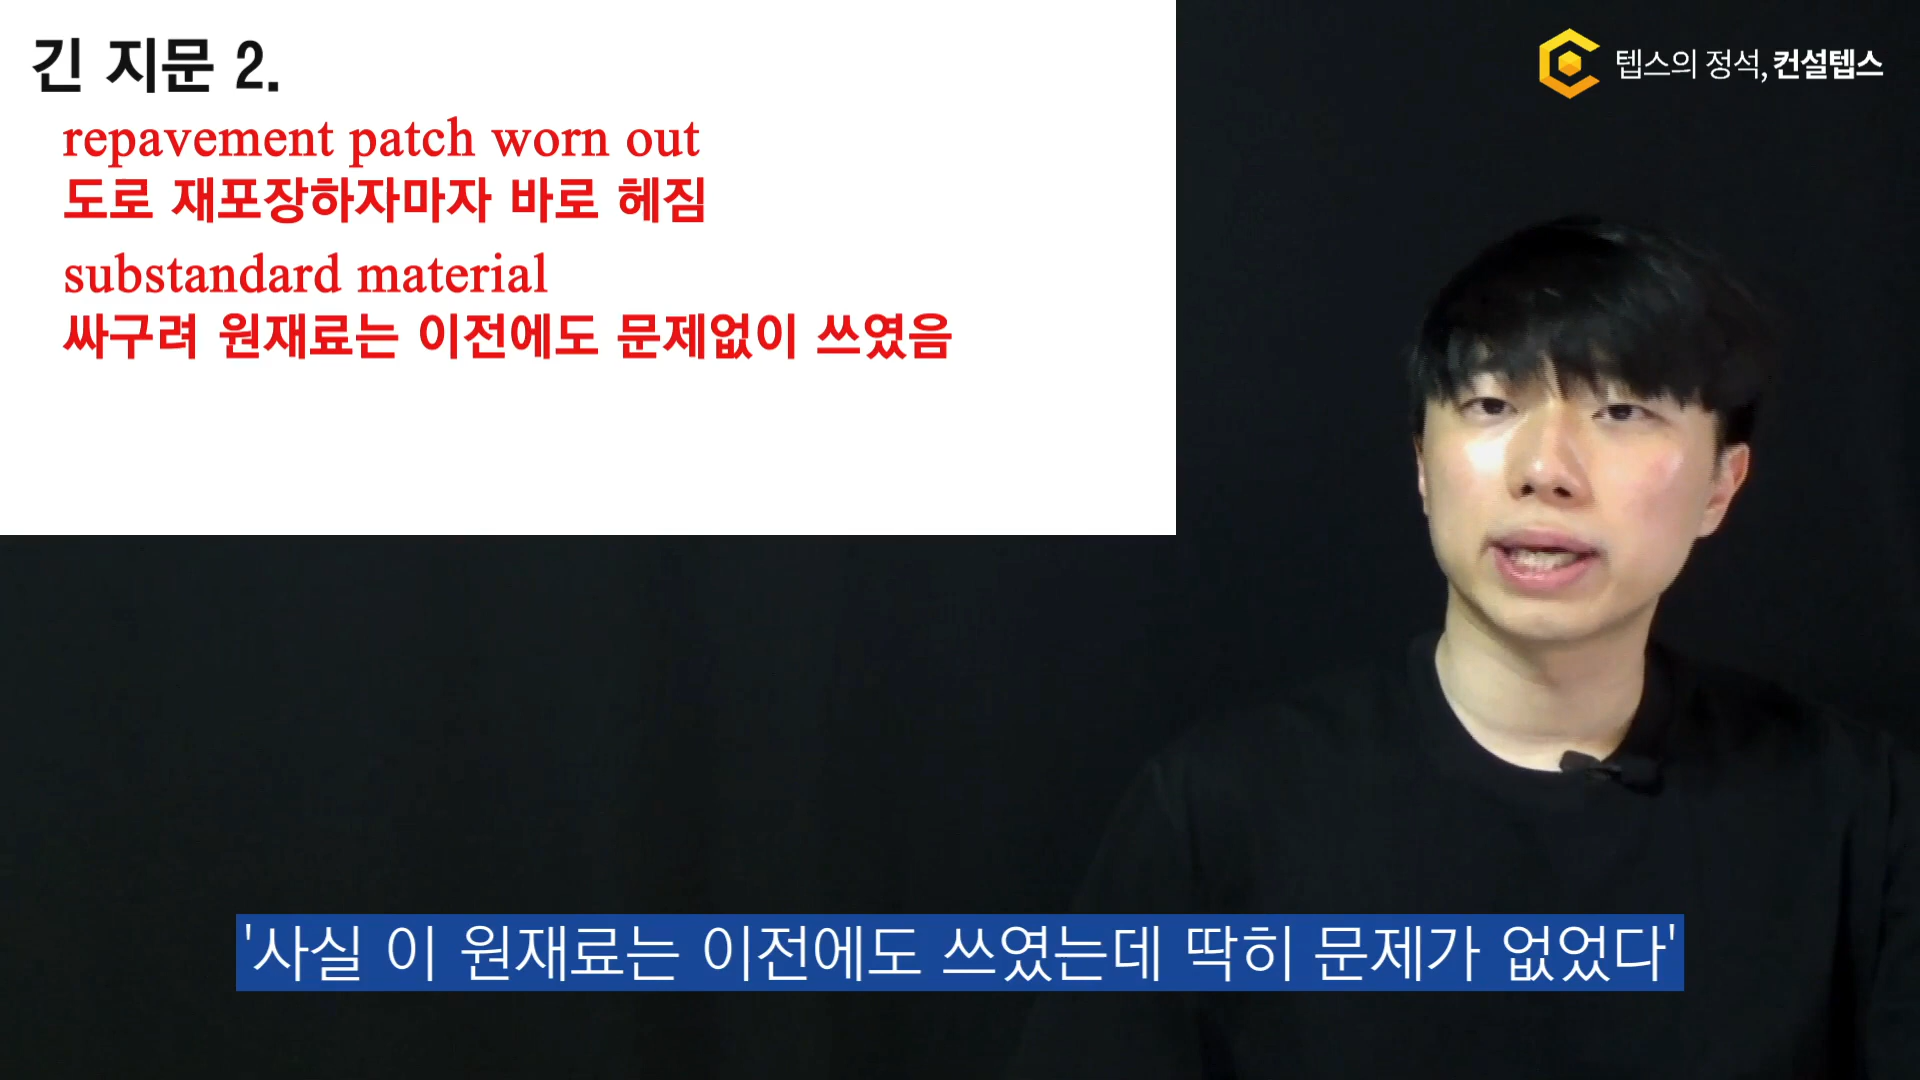 긴 지문 2.
텝스의 정석, 컨설텝스
repavement patch worn out
도로 재포장하자마자 바로 헤짐
substandard material
싸구려 원재료는 이전에도 문제없이 쓰였음
'사실 이 원재료는 이전에도 쓰였는데 딱히 문제가 없었다'